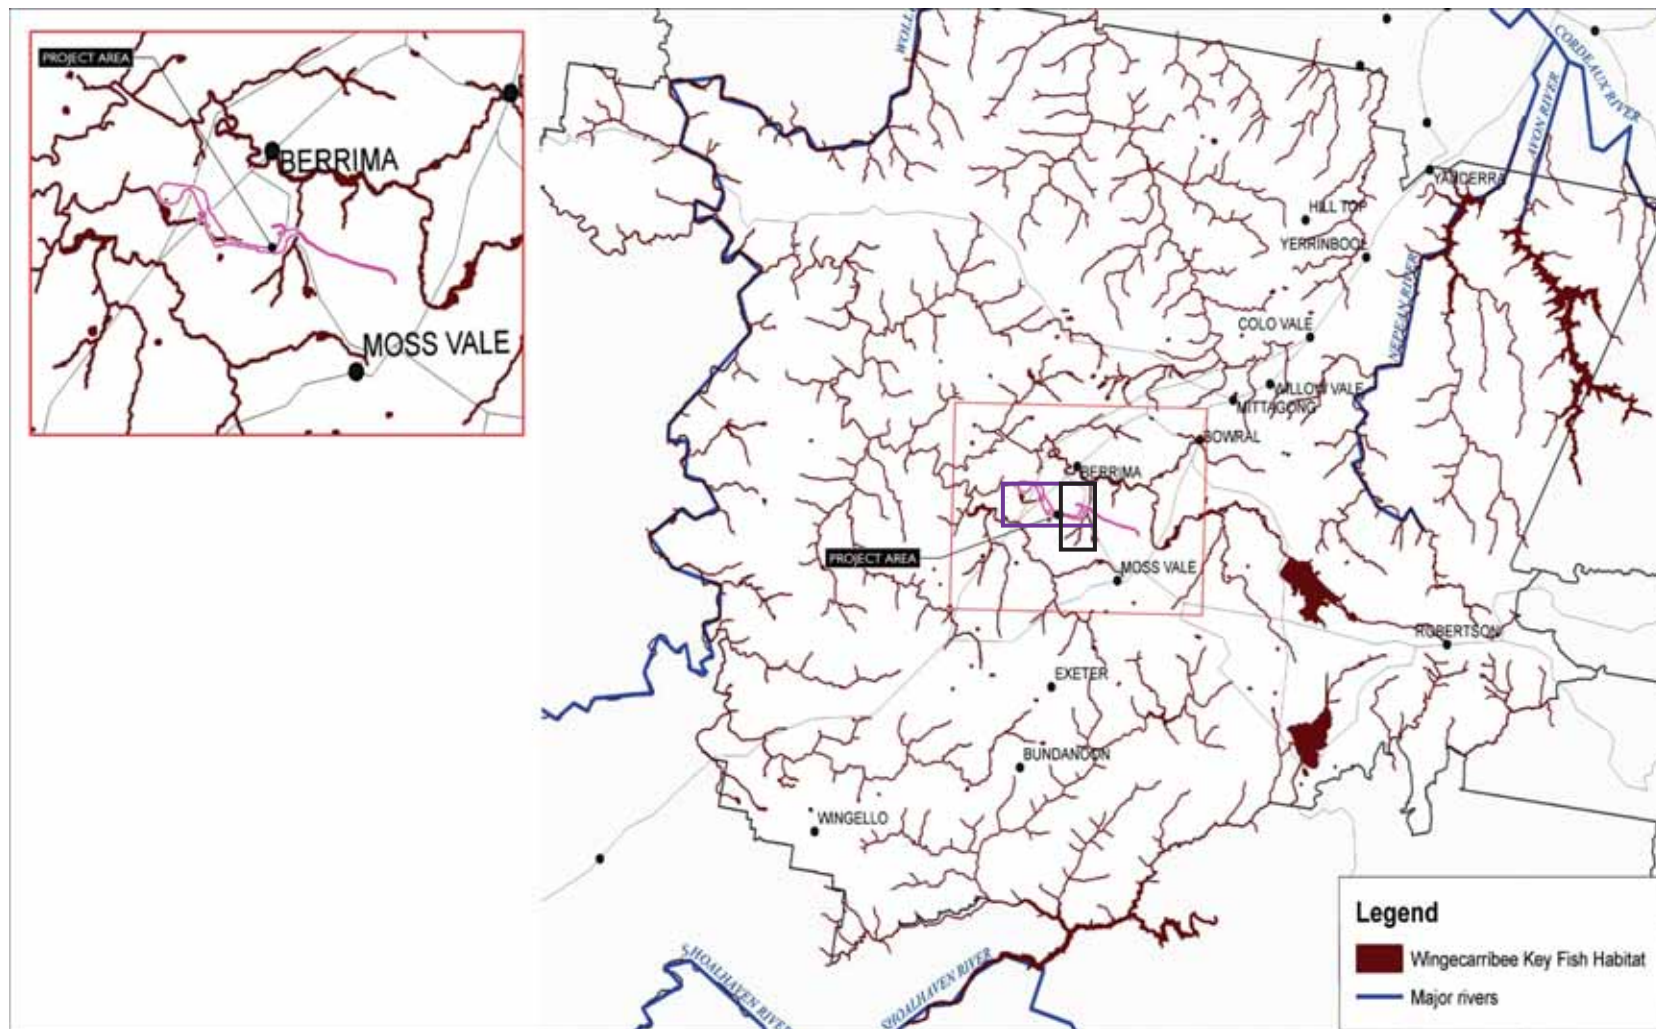 PROJECT AREA
BERRIMA
MOSS VALE
CORDEAUX RIVER
AVON RIVER
YANDERRA
HILL TOP
YERRINBOOL
NEPEAN RIVER
COLO VALE
WILLOW VALE
MITTAGONG
BOWRAL
BERRIMA
PROJECT AREA
MOSS VALE
ROBERTSON
EXETER
BUNDANOON
WINGELLO
SHOALHAVEN RIVER
SHOALHAVEN RIVER
Legend
Wingecarribee Key Fish Habitat
Major rivers